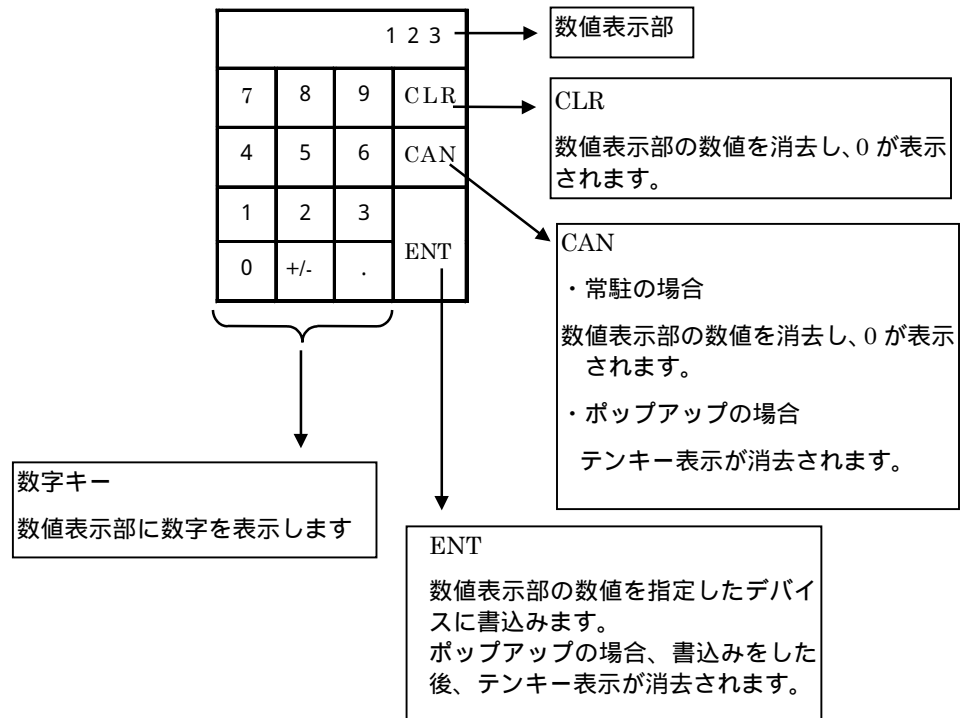 1 2 3
数値表示部
7 8 9 CLR
4 5 6 CAN
1 2 3
ENT
0 +/- .
CLR
数値表示部の数値を消去し、0 が表示
されます。
CAN
・常駐の場合
数値表示部の数値を消去し、0 が表示
されます。
・ポップアップの場合
テンキー表示が消去されます。
数字キー
数値表示部に数字を表示します
ENT
数値表示部の数値を指定したデバイ
スに書込みます。
ポップアップの場合、書込みをした
後、テンキー表示が消去されます。